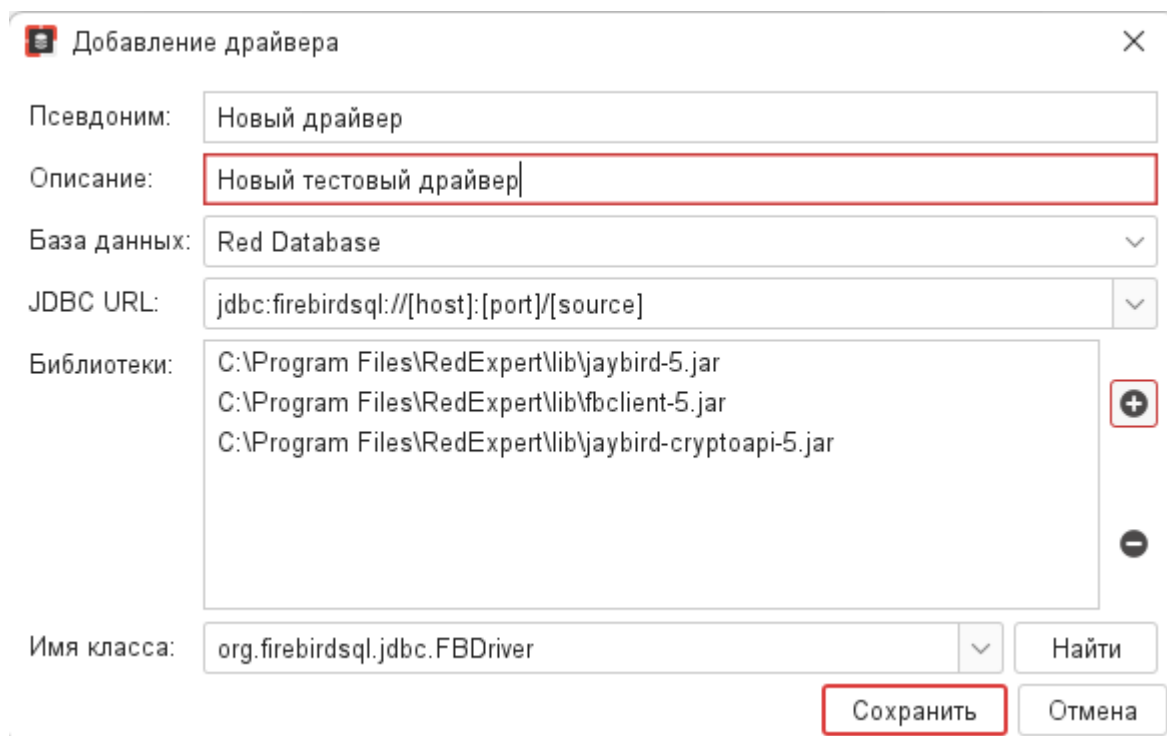 Добавление драйвера
Псевдоним: Новый драйвер
Описание: Новый тестовый драйвер
База данных: Red Database
JDBC URL: jdbc:firebirdsql://[host]:[port]/[source]
Библиотеки: C:\Program Files\RedExpert\lib\jaybird-5.jar
C:\Program Files\RedExpert\lib\fbclient-5.jar
C:\Program Files\RedExpert\lib\jaybird-cryptoapi-5.jar
Имя класса: org.firebirdsql.jdbc.FBDriver Найти
Сохранить Отмена